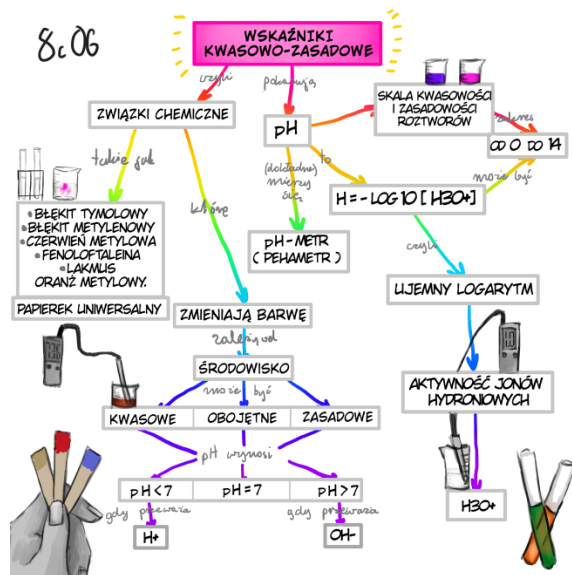 8.06
WSKAŹNIKI
KWASOWO-ZASADOWE
czyli
pokazują
ZWIĄZKI CHEMICZNE
pH
SKALA KWASOWOŚCI
I ZASADOWOŚCI
ROZTWORÓW
zakres
OD 0 DO 14
takie jak
które
(dokładnie)
mierzy
się
to
może być
H=-LOG 10 [H3O+]
BŁĘKIT TYMOLOWY
BŁĘKIT METYLENOWY
CZERWIEŃ METYLOWA
FENOLOFTALEINA
LAKMUS
ORANŻ METYLOWY.
PAPIEREK UNIWERSALNY
pH-METR
(PEHAMETR)
czyli
UJEMNY LOGARYTM
ZMIENIAJĄ BARWĘ
zależy od
ŚRODOWISKO
może być
KWASOWE
OBOJĘTNE
ZASADOWE
AKTYWNOŚĆ JONÓW
HYDRONIOWYCH
pH wynosi
pH<7
pH=7
pH>7
gdy przeważa
gdy przeważa
H+
OH-
H3O+